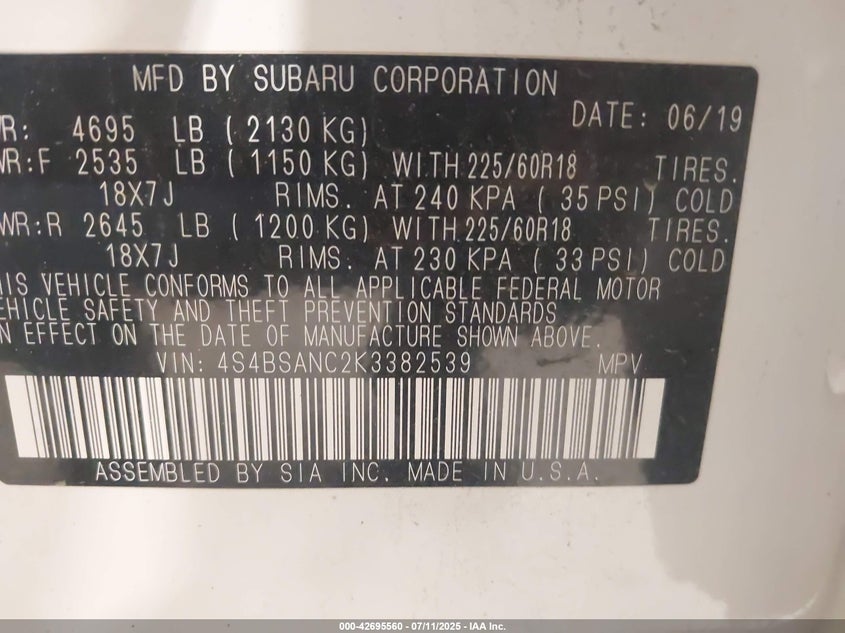 MFD BY SUBARU CORPORATION
DATE: 06/19
WR: 4695 LB ( 2130 KG)
WR:F 2535 LB ( 1150 KG) WITH 225/60R18 TIRES.
18X7J RIMS. AT 240 KPA ( 35 PSI) COLD
WR:R 2645 LB ( 1200 KG) WITH 225/60R18 TIRES.
18X7J RIMS. AT 230 KPA ( 33 PSI) COLD
IS VEHICLE CONFORMS TO ALL APPLICABLE FEDERAL MOTOR
EHICLE SAFETY AND THEFT PREVENTION STANDARDS
N EFFECT ON THE DATE OF MANUFACTURE SHOWN ABOVE.
VIN: 4S4BSANC2K3382539 MPV
ASSEMBLED BY SIA INC. MADE IN U.S.A.
000-42695560 - 07/11/2025 - IAA Inc.